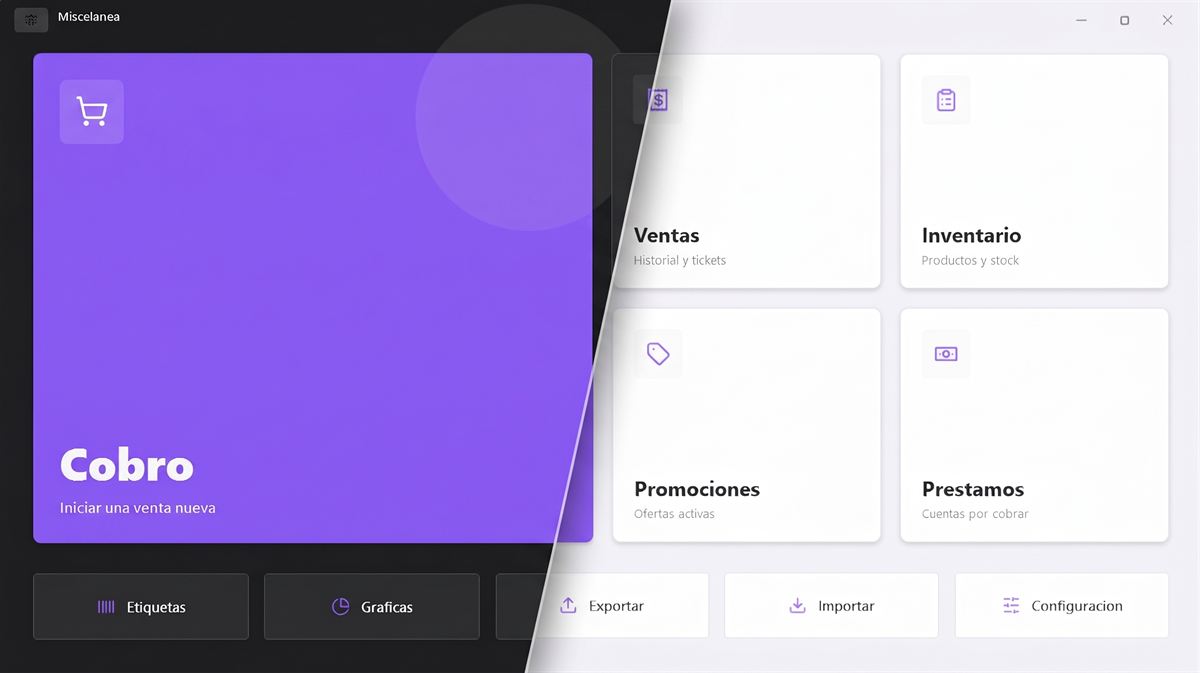 Miscelanea
Cobro
Iniciar una venta nueva
Ventas
Historial y tickets
Inventario
Productos y stock
Promociones
Ofertas activas
Prestamos
Cuentas por cobrar
Etiquetas
Graficas
Exportar
Importar
Configuracion